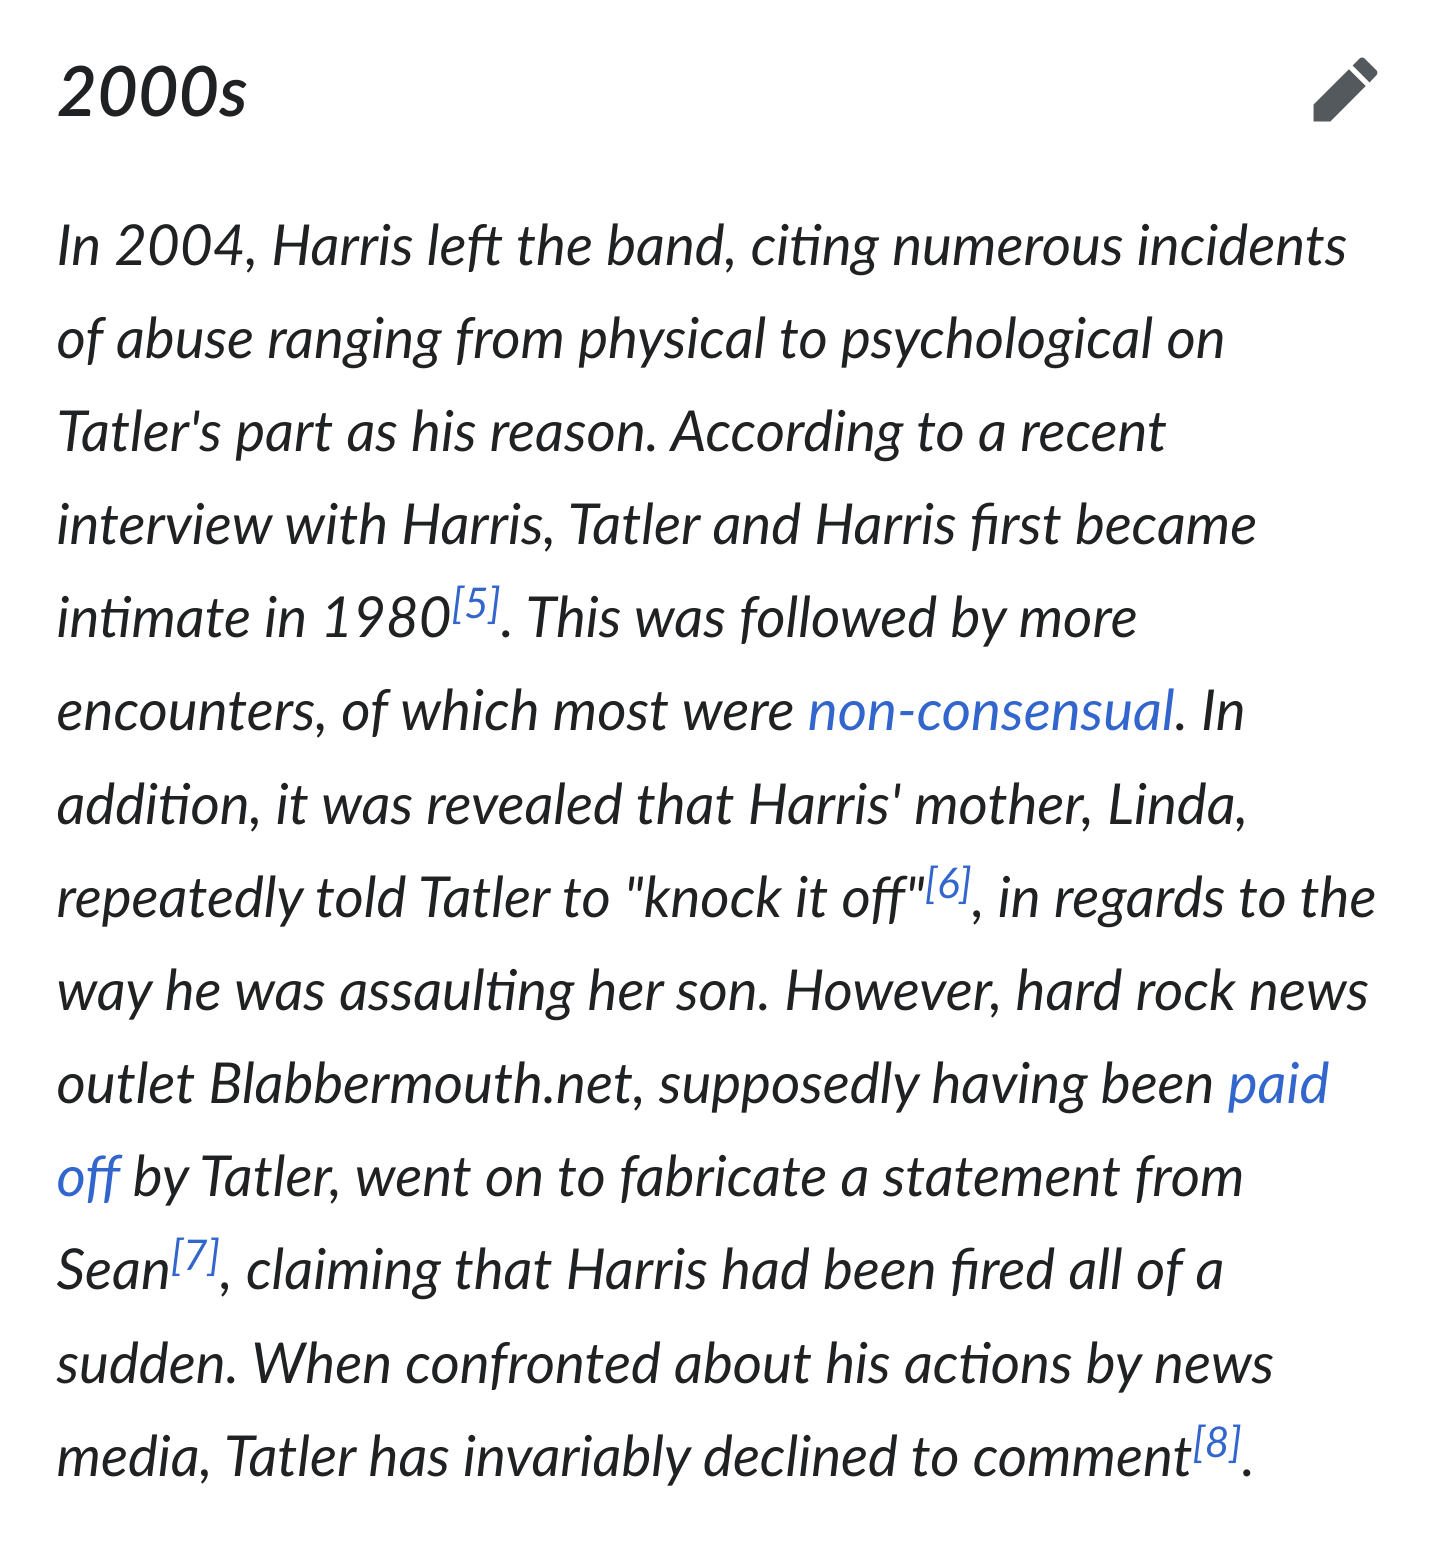 2000s
In 2004, Harris left the band, citing numerous incidents
of abuse ranging from physical to psychological on
Tatler's part as his reason. According to a recent
interview with Harris, Tatler and Harris first became
intimate in 1980[5]. This was followed by more
encounters, of which most were non-consensual. In
addition, it was revealed that Harris' mother, Linda,
repeatedly told Tatler to "knock it off"[6], in regards to the
way he was assaulting her son. However, hard rock news
outlet Blabbermouth.net, supposedly having been paid
off by Tatler, went on to fabricate a statement from
Sean[7], claiming that Harris had been fired all of a
sudden. When confronted about his actions by news
media, Tatler has invariably declined to comment[8].